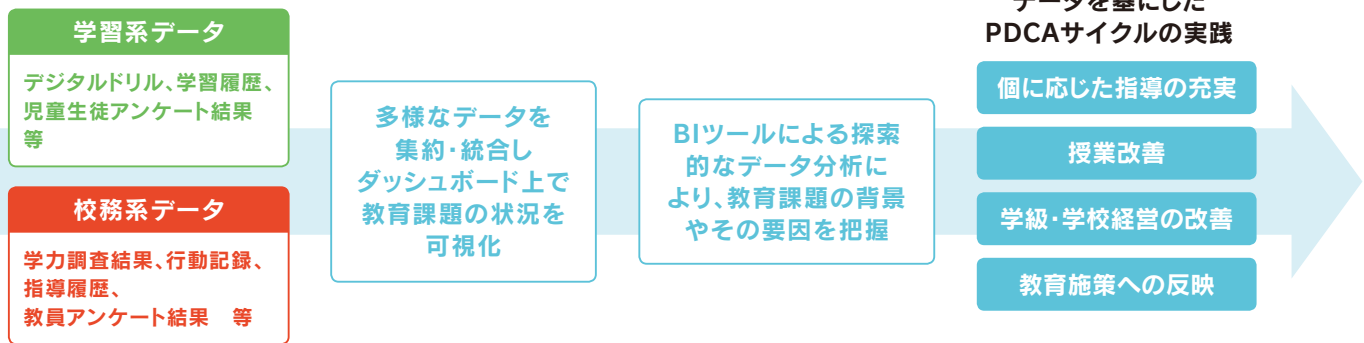 学習系データ
デジタルドリル、学習履歴、
児童生徒アンケート結果
等
校務系データ
学力調査結果、行動記録、
指導履歴、
教員アンケート結果　等
多様なデータを
集約・統合し
ダッシュボード上で
教育課題の状況を
可視化
BIツールによる探索
的なデータ分析に
より、教育課題の背景
やその要因を把握
データを基にした
PDCAサイクルの実践
個に応じた指導の充実
授業改善
学級・学校経営の改善
教育施策への反映